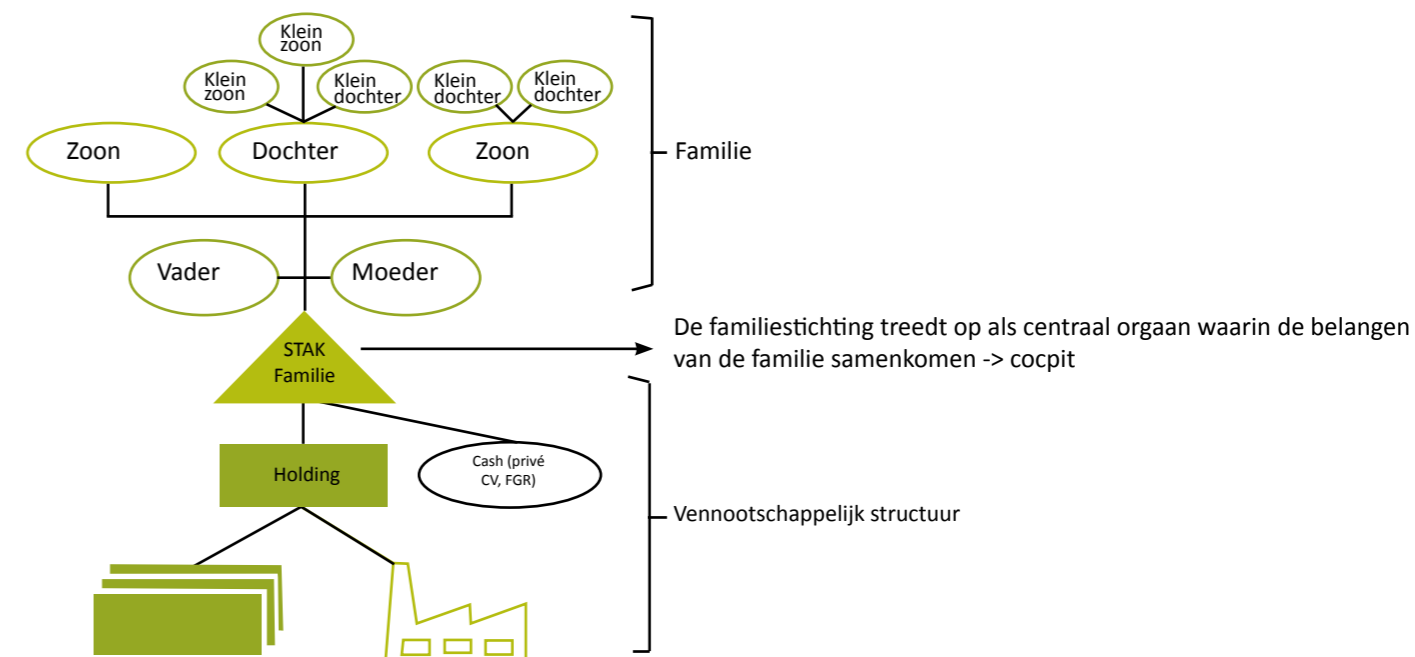 Klein
zoon
Klein
zoon
Klein
dochter
Klein
dochter
Klein
dochter
Zoon
Dochter
Zoon
Familie
Vader
Moeder
De familiestichting treedt op als centraal orgaan waarin de belangen
van de familie samenkomen -> cocpit
STAK
Familie
Holding
Cash (privé
CV, FGR)
Vennootschappelijk structuur